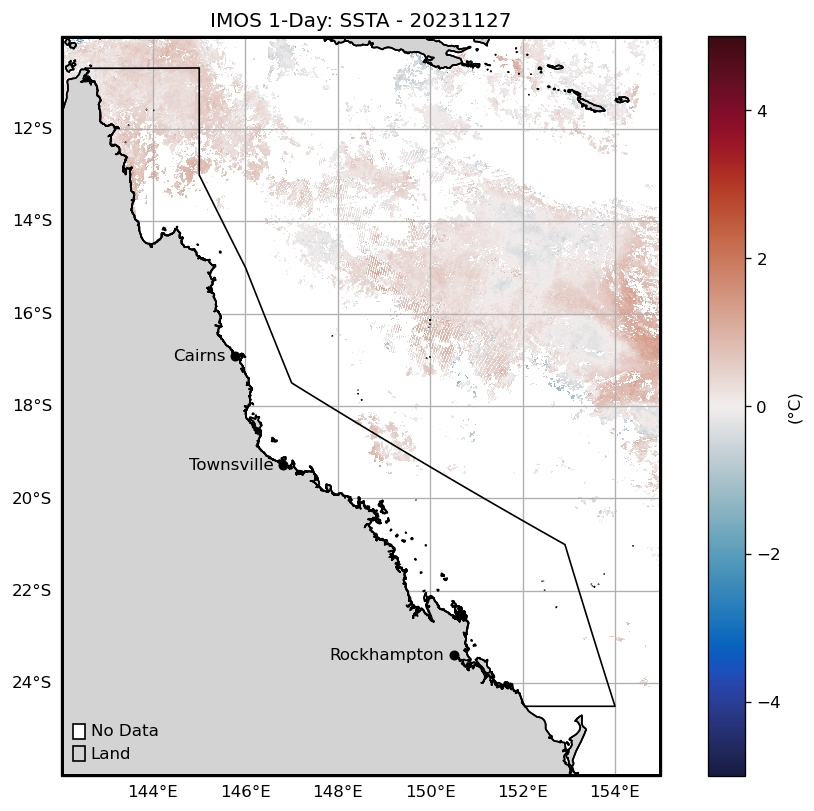 IMOS 1-Day: SSTA - 20231127
12°S
14°S
16°S
18°S
20°S
22°S
24°S
Cairns
Townsville
Rockhampton
No Data
Land
144°E 146°E 148°E 150°E 152°E 154°E
4
2
0
−2
−4
(°C)